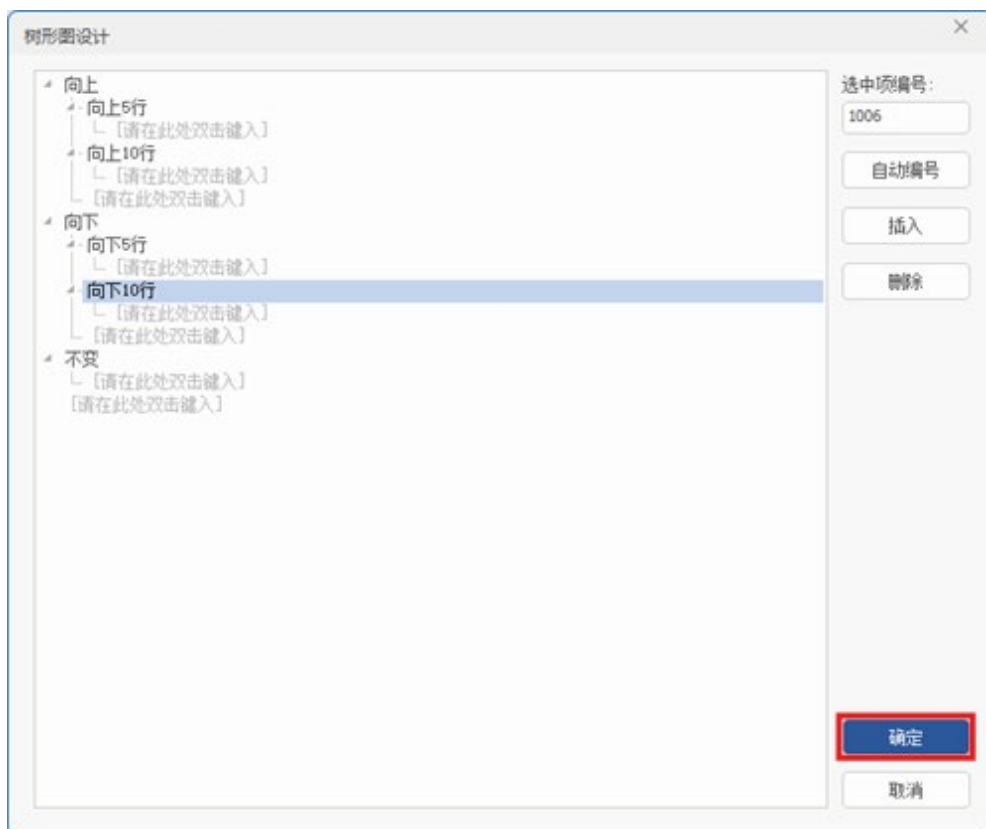 树形图设计
向上
向上5行
[请在此处双击键入]
向上10行
[请在此处双击键入]
[请在此处双击键入]
向下
向下5行
[请在此处双击键入]
向下10行
[请在此处双击键入]
[请在此处双击键入]
不变
[请在此处双击键入]
[请在此处双击键入]
选中项编号:
1006
自动编号
插入
删除
确定
取消